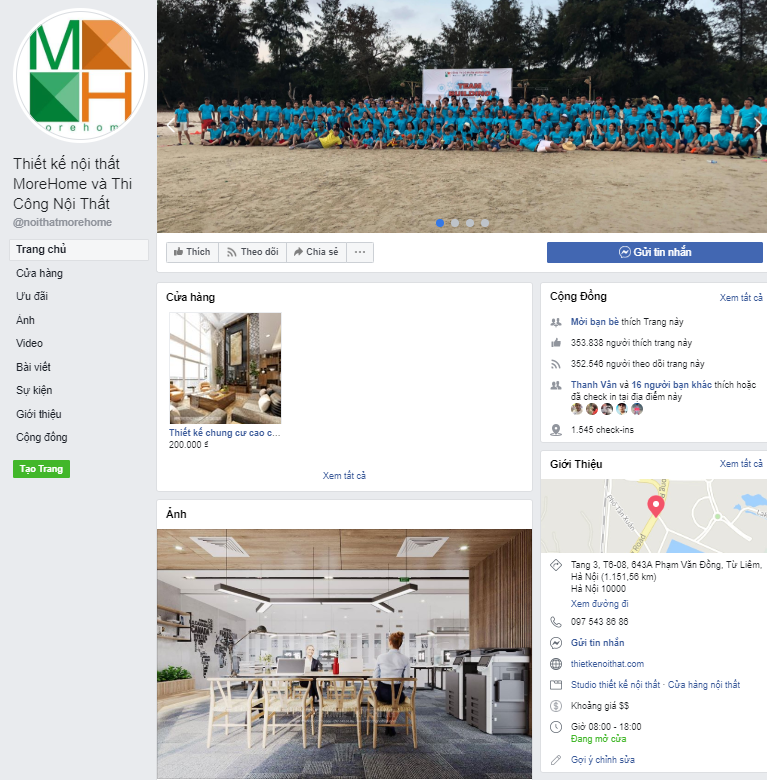 M
H
orehom
Thiết kế nội thất
MoreHome và Thi
Công Nội Thất
@noithatmorehome
Trang chủ
Cửa hàng
Ưu đãi
Ảnh
Video
Bài viết
Sự kiện
Giới thiệu
Cộng đồng
Tạo Trang
TEAM
BUILDING
Thích
Theo dõi
Chia sẻ
Gửi tin nhắn
Cửa hàng
Thiết kế chung cư cao c...
200.000 ₫
Xem tất cả
Ảnh
CANADA
Cộng Đồng
Xem tất cả
Mời bạn bè thích Trang này
353.838 người thích trang này
352.546 người theo dõi trang này
Thanh Vân và 16 người bạn khác thích hoặc
đã check in tại địa điểm này
1.545 check-ins
Giới Thiệu
Xem tất cả
Phố Tân Xuân
Road
Tang 3, T6-08, 643A Phạm Văn Đồng, Từ Liêm,
Hà Nội (1.151,56 km)
Hà Nội 10000
Xem đường đi
097 543 86 86
Gửi tin nhắn
thietkenoithat.com
Studio thiết kế nội thất · Cửa hàng nội thất
Khoảng giá $$
Giờ 08:00 - 18:00
Đang mở cửa
Gợi ý chỉnh sửa